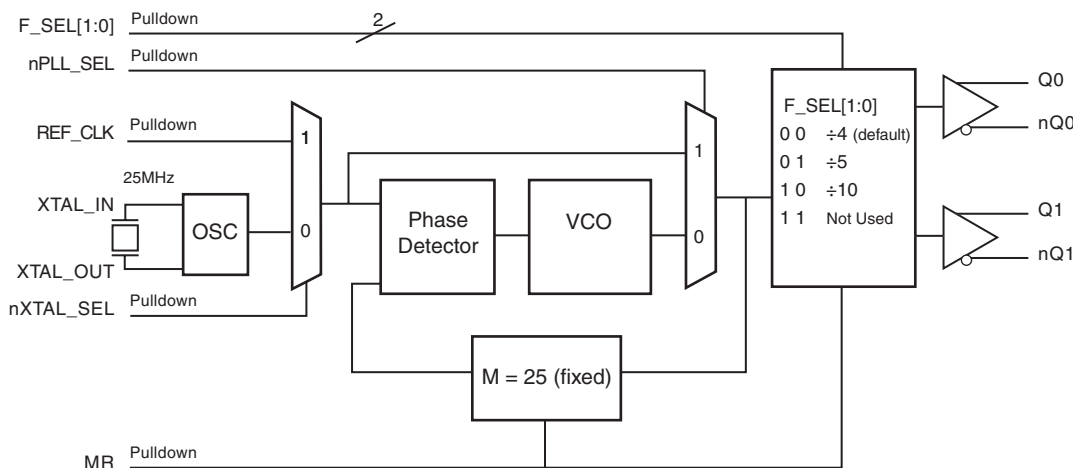 F_SEL[1:0] Pulldown 2
nPLL_SEL Pulldown
REF_CLK Pulldown
25MHz
XTAL_IN
XTAL_OUT
OSC
nXTAL_SEL Pulldown
1
0
Phase
Detector
VCO
1
0
M = 25 (fixed)
F_SEL[1:0]
0 0 ÷4 (default)
0 1 ÷5
1 0 ÷10
1 1 Not Used
Q0
nQ0
Q1
nQ1
MR Pulldown